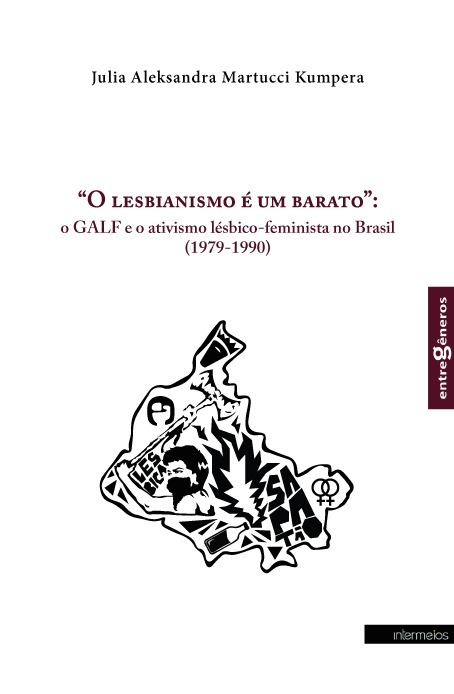 Julia Aleksandra Martucci Kumpera
“O LESBIANISMO É UM BARATO”:
o GALF e o ativismo lésbico-feminista no Brasil
(1979-1990)
entregêneros
LES
BICA
SA
PA
TÃO
intermeios